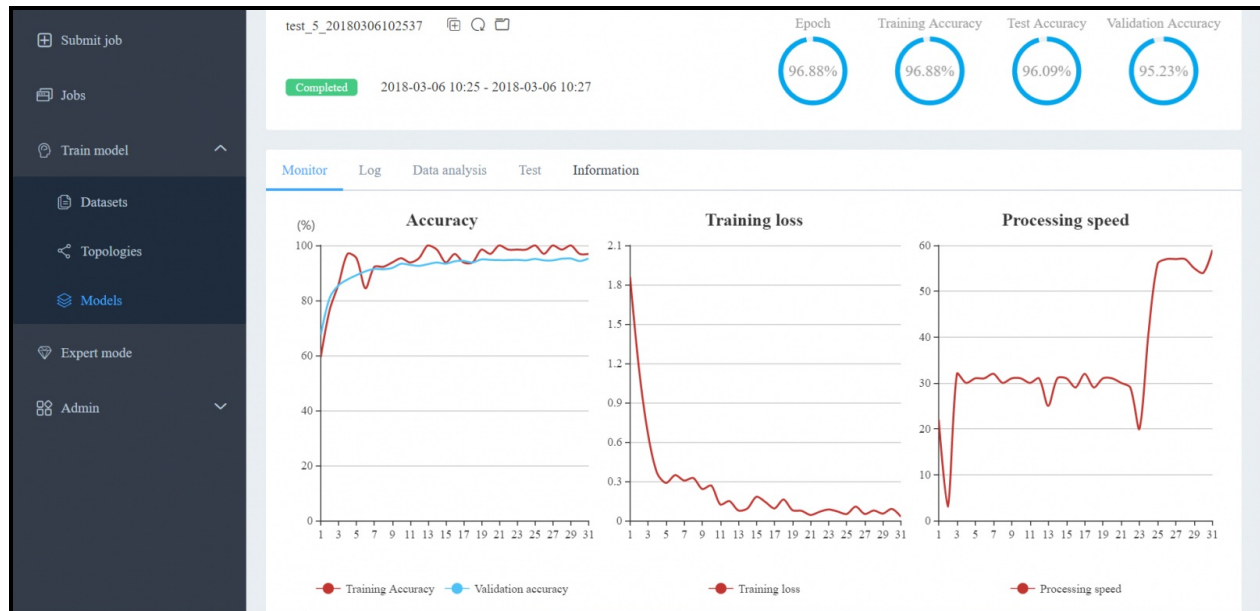 Submit job
Jobs
Train model
Datasets
Topologies
Models
Expert mode
Admin
test_5_20180306102537
Completed 2018-03-06 10:25 - 2018-03-06 10:27
Epoch Training Accuracy Test Accuracy Validation Accuracy
96.88% 96.88% 96.09% 95.23%
Monitor Log Data analysis Test Information
Accuracy
(%)
100
80
60
40
20
0
1 3 5 7 9 11 13 15 17 19 21 23 25 27 29 31
Training Accuracy Validation accuracy
Training loss
2.1
1.8
1.5
1.2
0.9
0.6
0.3
0
1 3 5 7 9 11 13 15 17 19 21 23 25 27 29 31
Training loss
Processing speed
60
50
40
30
20
10
0
1 3 5 7 9 11 13 15 17 19 21 23 25 27 29 31
Processing speed